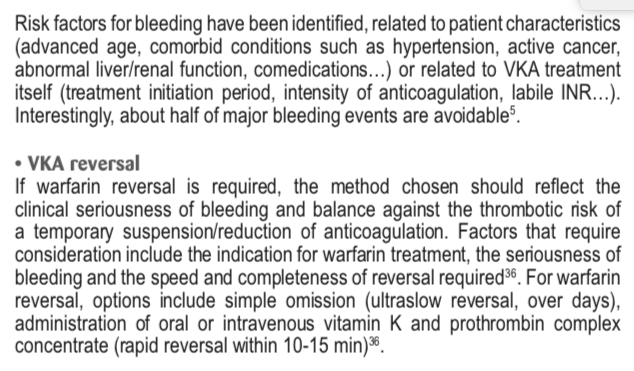 Risk factors for bleeding have been identified, related to patient characteristics
(advanced age, comorbid conditions such as hypertension, active cancer,
abnormal liver/renal function, comedications…) or related to VKA treatment
itself (treatment initiation period, intensity of anticoagulation, labile INR…).
Interestingly, about half of major bleeding events are avoidable⁵.
• VKA reversal
If warfarin reversal is required, the method chosen should reflect the
clinical seriousness of bleeding and balance against the thrombotic risk of
a temporary suspension/reduction of anticoagulation. Factors that require
consideration include the indication for warfarin treatment, the seriousness of
bleeding and the speed and completeness of reversal required³⁶. For warfarin
reversal, options include simple omission (ultraslow reversal, over days),
administration of oral or intravenous vitamin K and prothrombin complex
concentrate (rapid reversal within 10-15 min)³⁶.